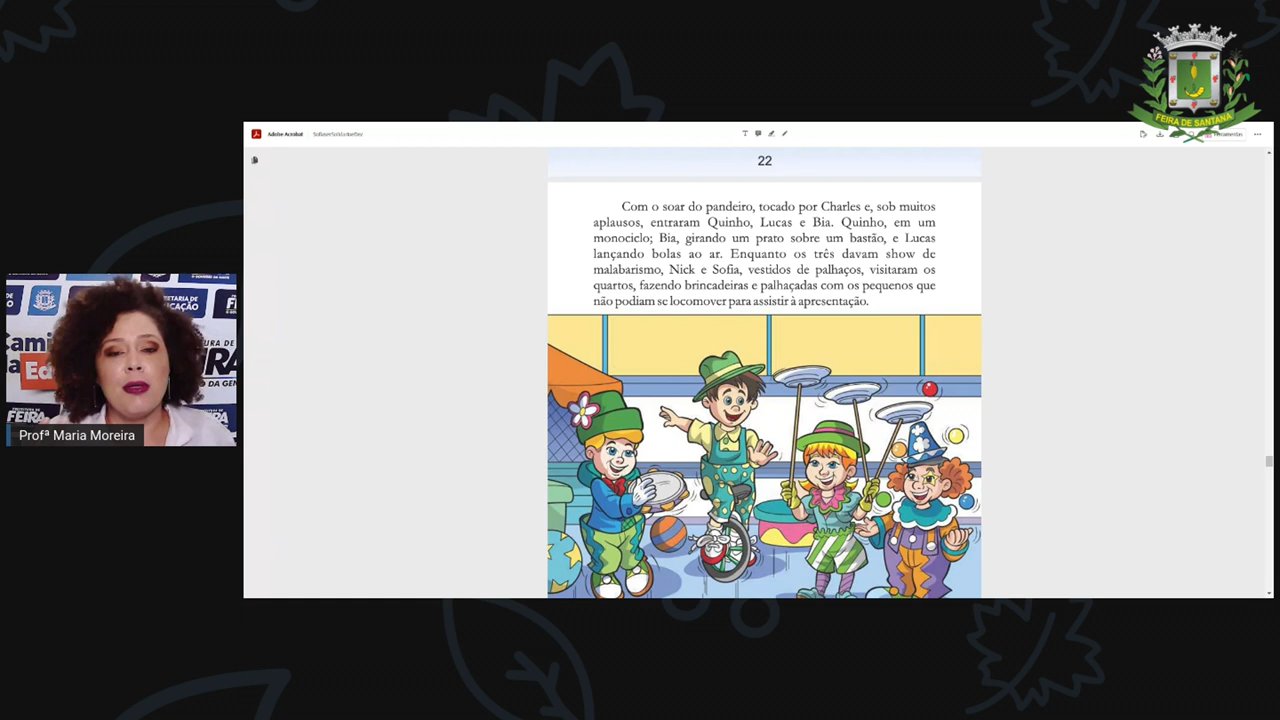 FEIRA DE SANTANA
Adobe Acrobat
22
Com o soar do pandeiro, tocado por Charles e, sob muitos
aplausos, entraram Quinho, Lucas e Bia. Quinho, em um
monociclo; Bia, girando um prato sobre um bastão, e Lucas
lançando bolas ao ar. Enquanto os três davam show de
malabarismo, Nick e Sofia, vestidos de palhaços, visitaram os
quartos, fazendo brincadeiras e palhaçadas com os pequenos que
não podiam se locomover para assistir à apresentação.
FEIRA
Profª Maria Moreira